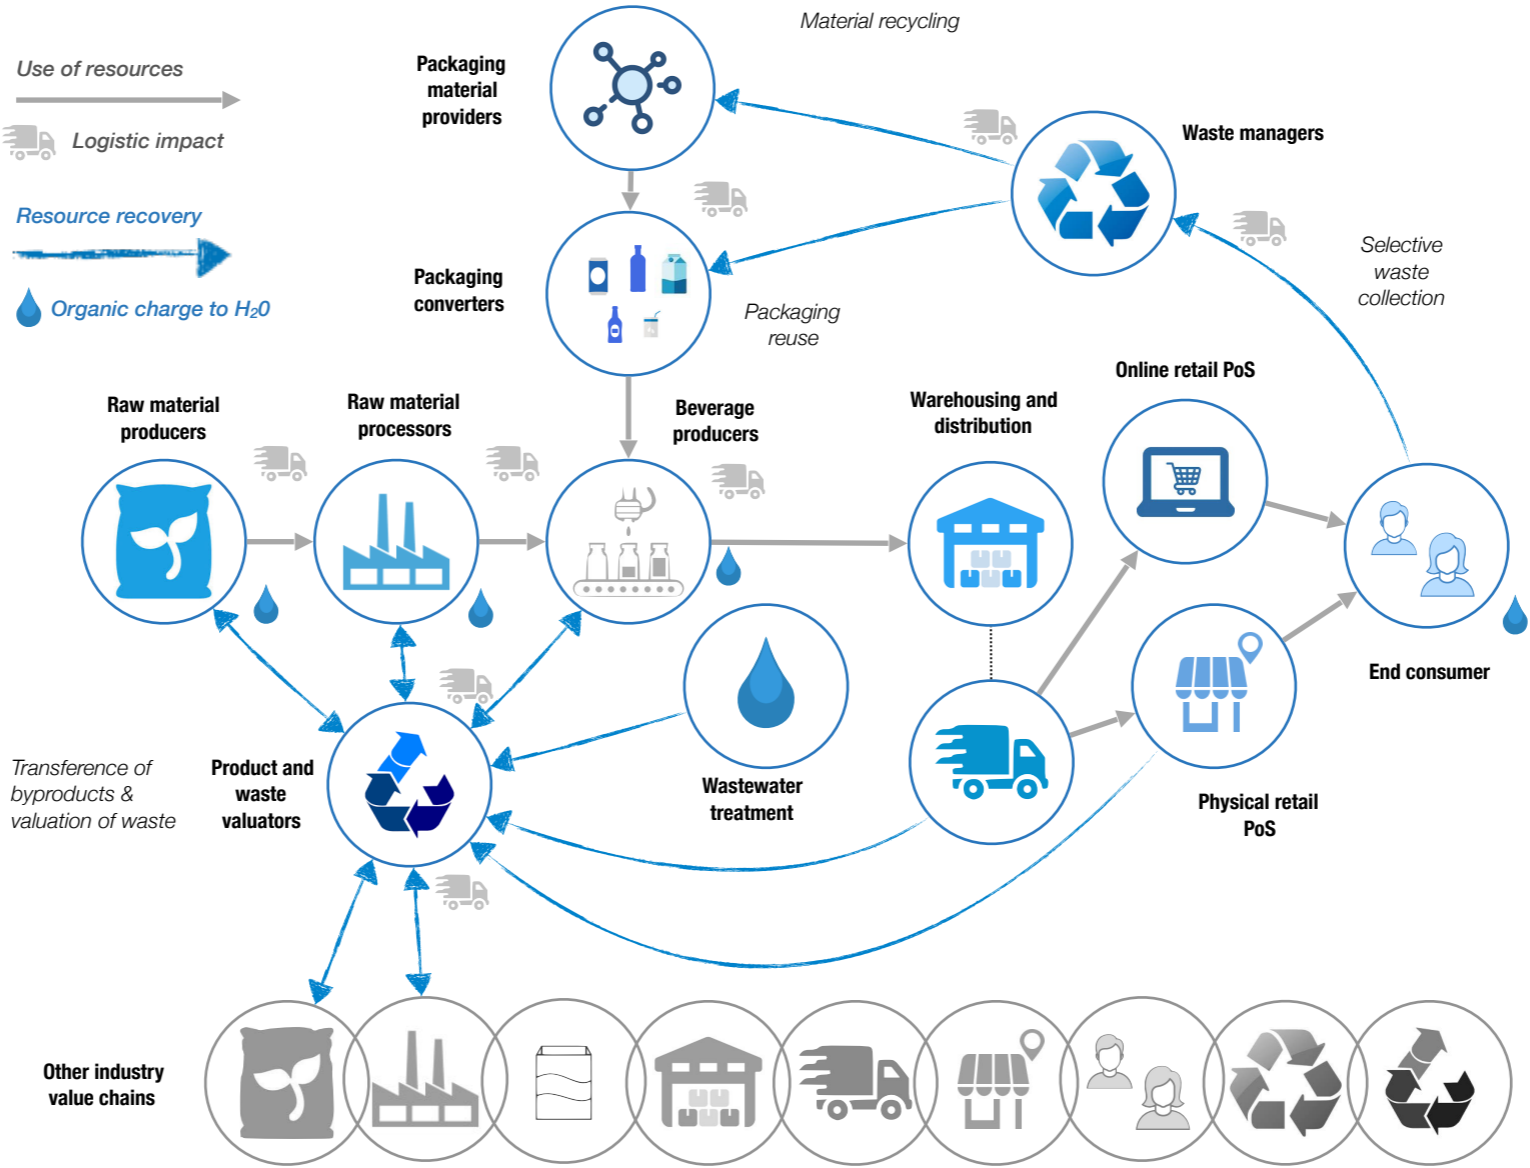 Material recycling
Use of resources
Logistic impact
Resource recovery
Organic charge to H₂0
Packaging
material
providers
Waste managers
Packaging
converters
Packaging
reuse
Selective
waste
collection
Raw material
producers
Raw material
processors
Beverage
producers
Warehousing and
distribution
Online retail PoS
End consumer
Transference of
byproducts &
valuation of waste
Product and
waste
valuators
Wastewater
treatment
Physical retail
PoS
Other industry
value chains